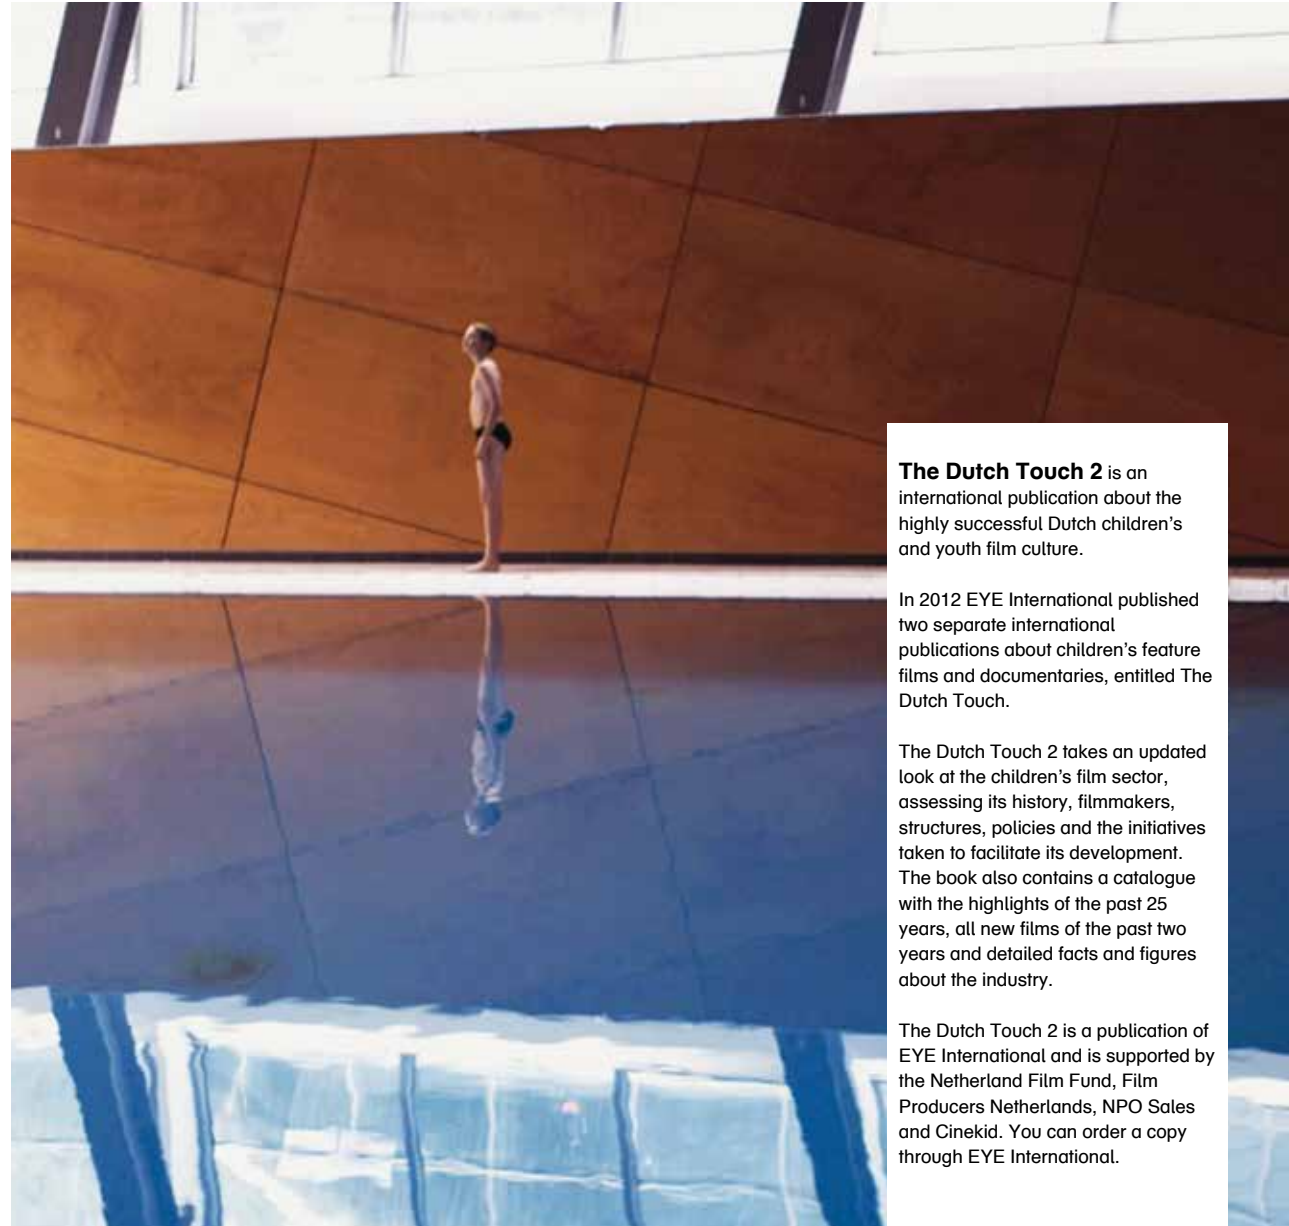 The Dutch Touch 2 is an
international publication about the
highly successful Dutch children's
and youth film culture.
In 2012 EYE International published
two separate international
publications about children's feature
films and documentaries, entitled The
Dutch Touch.
The Dutch Touch 2 takes an updated
look at the children's film sector,
assessing its history, filmmakers,
structures, policies and the initiatives
taken to facilitate its development.
The book also contains a catalogue
with the highlights of the past 25
years, all new films of the past two
years and detailed facts and figures
about the industry.
The Dutch Touch 2 is a publication of
EYE International and is supported by
the Netherland Film Fund, Film
Producers Netherlands, NPO Sales
and Cinekid. You can order a copy
through EYE International.